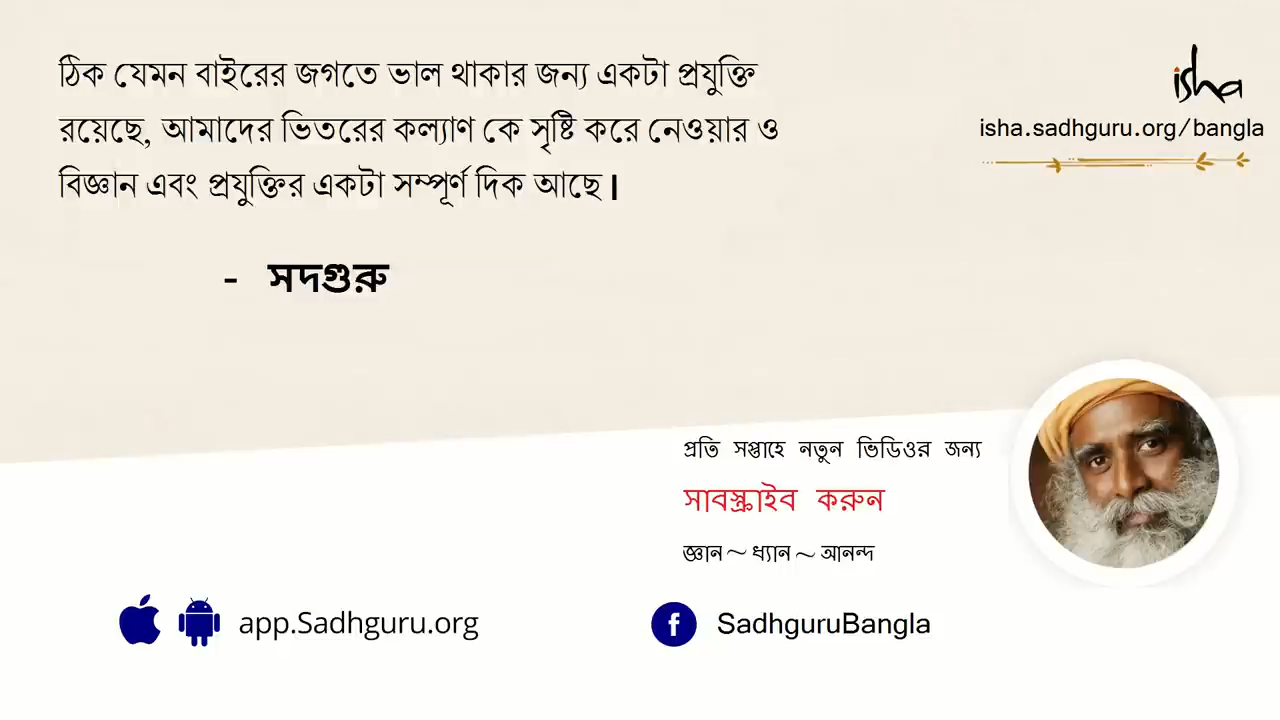 ঠিক যেমন বাইরের জগতে ভাল থাকার জন্য একটা প্রযুক্তি
রয়েছে, আমাদের ভিতরের কল্যাণ কে সৃষ্টি করে নেওয়ার ও
বিজ্ঞান এবং প্রযুক্তির একটা সম্পূর্ণ দিক আছে।
- সদগুরু
isha
isha.sadhguru.org/bangla
প্রতি সপ্তাহে নতুন ভিডিওর জন্য
সাবস্ক্রাইব করুন
জ্ঞান ~ ধ্যান ~ আনন্দ
app.Sadhguru.org
f SadhguruBangla